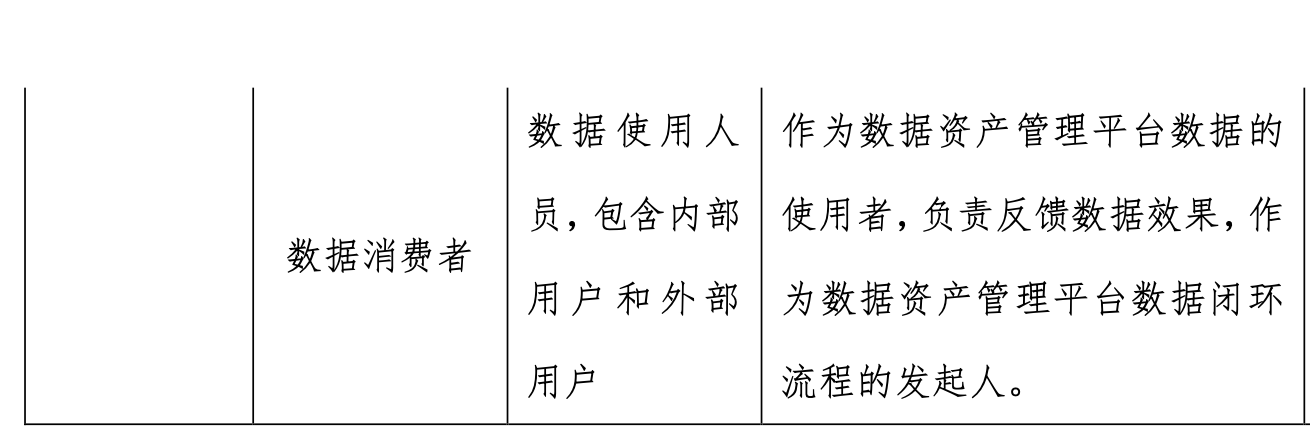 数据消费者
数据使用人
员，包含内部
用户和外部
用户
作为数据资产管理平台数据的
使用者，负责反馈数据效果，作
为数据资产管理平台数据闭环
流程的发起人。